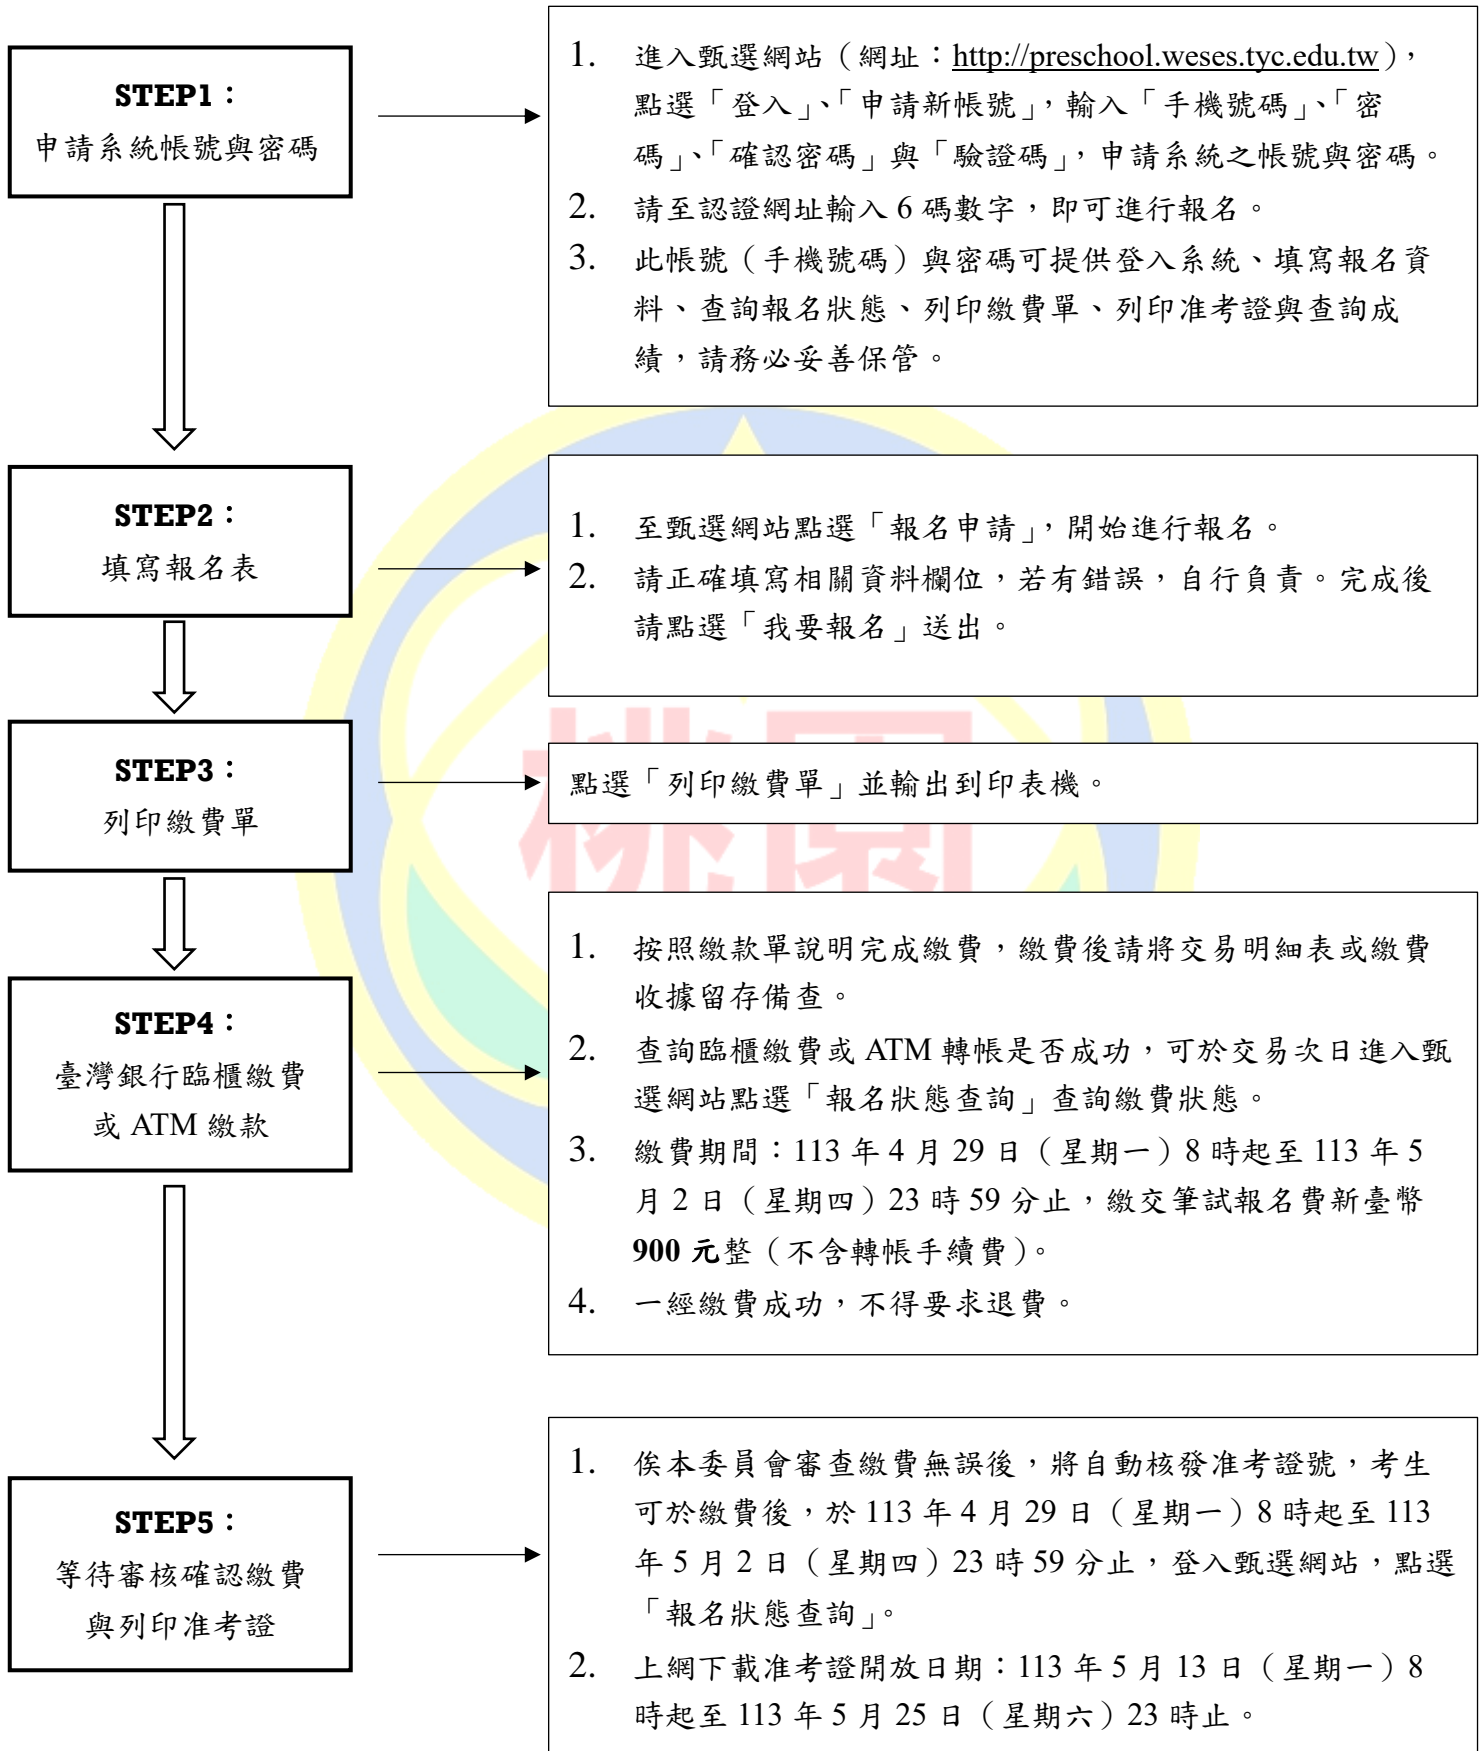 STEP1：
申請系統帳號與密碼
1. 進入甄選網站（網址：http://preschool.weses.tyc.edu.tw），
點選「登入」、「申請新帳號」，輸入「手機號碼」、「密
碼」、「確認密碼」與「驗證碼」，申請系統之帳號與密碼。
2. 請至認證網址輸入 6 碼數字，即可進行報名。
3. 此帳號（手機號碼）與密碼可提供登入系統、填寫報名資
料、查詢報名狀態、列印繳費單、列印准考證與查詢成
績，請務必妥善保管。
STEP2：
填寫報名表
1. 至甄選網站點選「報名申請」，開始進行報名。
2. 請正確填寫相關資料欄位，若有錯誤，自行負責。完成後
請點選「我要報名」送出。
桃園
STEP3：
列印繳費單
點選「列印繳費單」並輸出到印表機。
STEP4：
臺灣銀行臨櫃繳費
或 ATM 繳款
1. 按照繳款單說明完成繳費，繳費後請將交易明細表或繳費
收據留存備查。
2. 查詢臨櫃繳費或 ATM 轉帳是否成功，可於交易次日進入甄
選網站點選「報名狀態查詢」查詢繳費狀態。
3. 繳費期間：113 年 4 月 29 日（星期一）8 時起至 113 年 5
月 2 日（星期四）23 時 59 分止，繳交筆試報名費新臺幣
900 元整（不含轉帳手續費）。
4. 一經繳費成功，不得要求退費。
STEP5：
等待審核確認繳費
與列印准考證
1. 俟本委員會審查繳費無誤後，將自動核發准考證號，考生
可於繳費後，於 113 年 4 月 29 日（星期一）8 時起至 113
年 5 月 2 日（星期四）23 時 59 分止，登入甄選網站，點選
「報名狀態查詢」。
2. 上網下載准考證開放日期：113 年 5 月 13 日（星期一）8
時起至 113 年 5 月 25 日（星期六）23 時止。